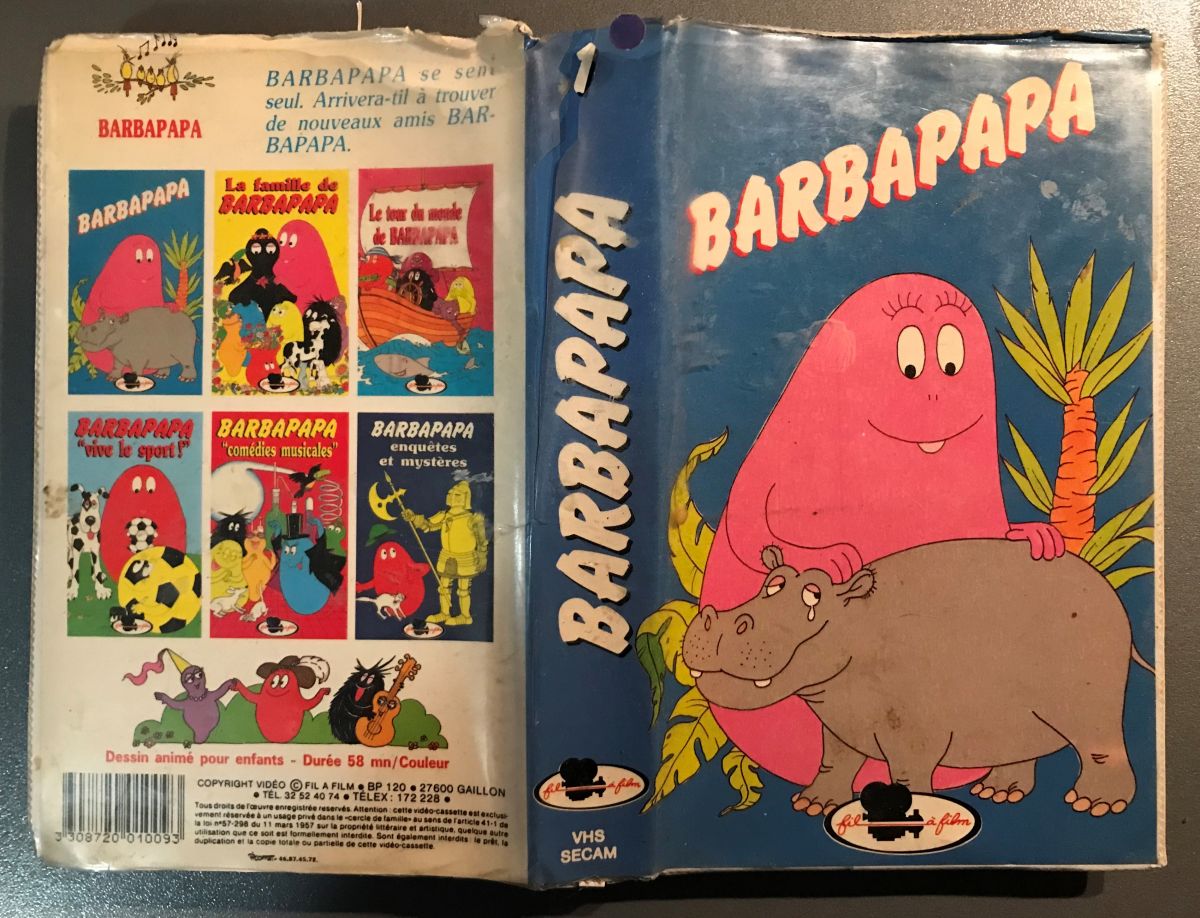 BARBAPAPA
BARBAPAPA se sent
seul. Arrivera-til à trouver
de nouveaux amis BAR-
BAPAPA.
BARBAPAPA
La famille de
BARBAPAPA
Le tour du monde
de BARBAPAPA
BARBAPAPA
"vive le sport!"
BARBAPAPA
"comédies musicales"
BARBAPAPA
enquêtes
et mystères
Dessin animé pour enfants - Durée 58 mn/Couleur
COPYRIGHT VIDÉO © FIL A FILM • BP 120 • 27600 GAILLON
• TÉL. 32 52 40 74 • TÉLEX: 172 228 •
Tous droits de l'œuvre enregistrée réservés. Attention: cette vidéo-cassette est exclusi-
vement réservée à un usage privé dans le «cercle de famille» au sens de l'article 41-1 de
la loi n°57-298 du 11 mars 1957 sur la propriété littéraire et artistique, quelque autre
utilisation que ce soit est formellement interdite. Sont également interdits: le prêt, la
duplication et la copie totale ou partielle de cette vidéo-cassette.
46.87.45.72.
3 308720 010093
1
BARBAPAPA
fil à film
VHS
SECAM
BARBAPAPA
fil à film